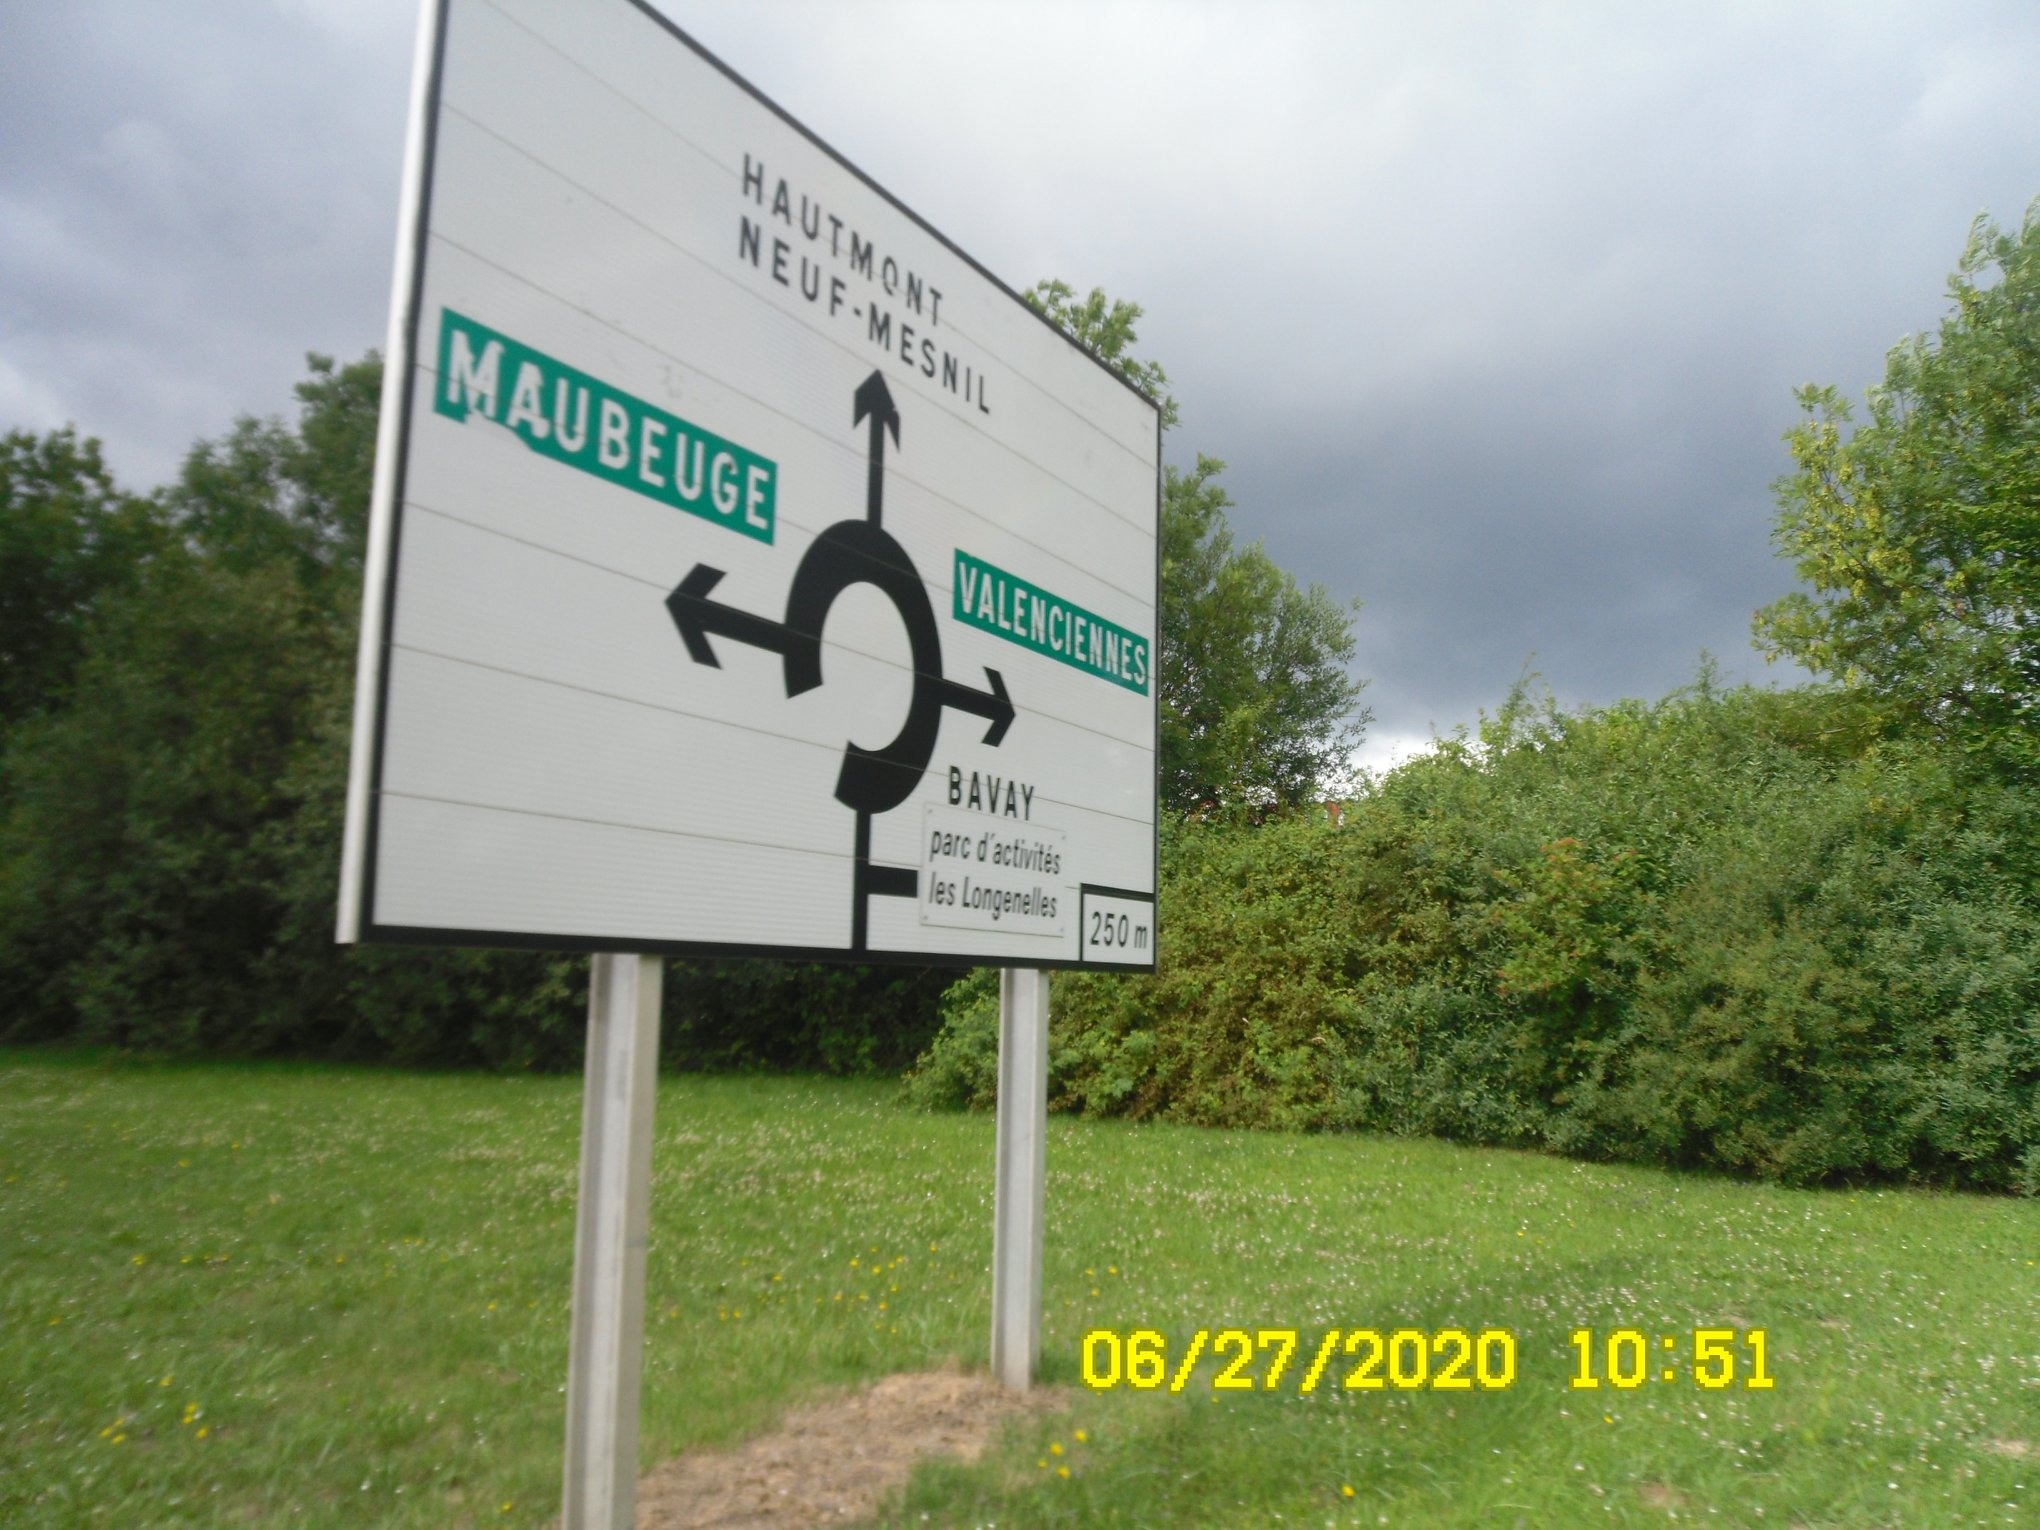 HAUTMONT
NEUF-MESNIL
MAUBEUGE
VALENCIENNES
BAVAY
parc d'activités
les Longenelles
250 m
06/27/2020 10:51